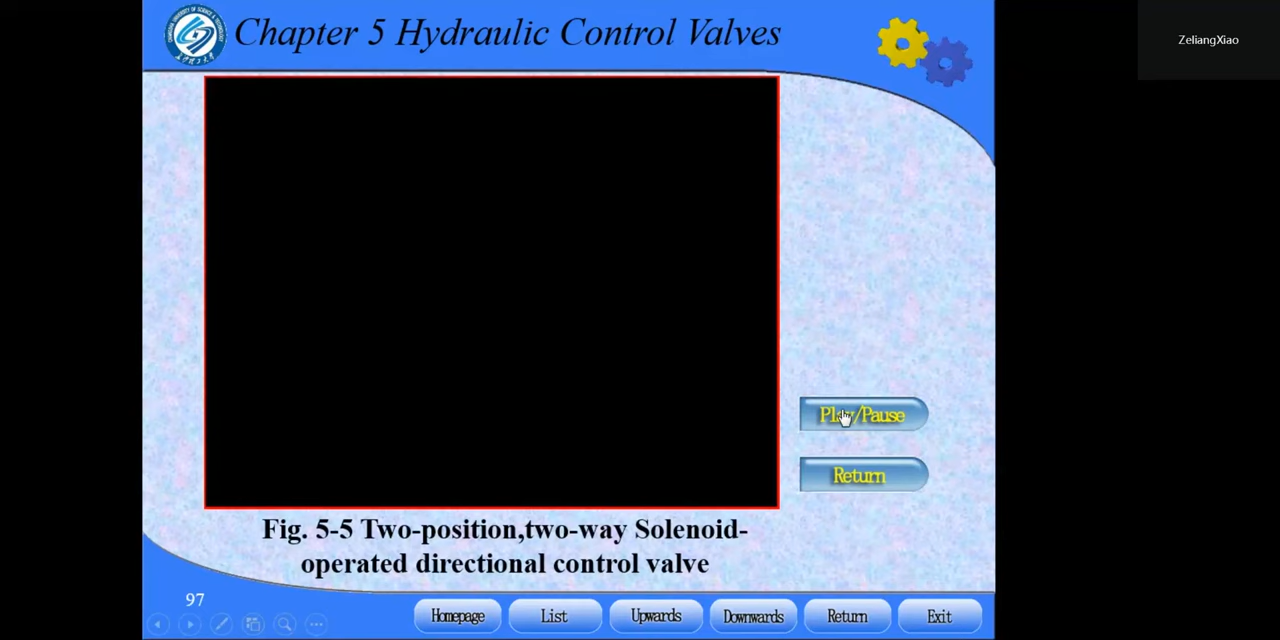 Chapter 5 Hydraulic Control Valves
ZeliangXiao
Play/Pause
Return
Fig. 5-5 Two-position,two-way Solenoid-
operated directional control valve
97
Homepage
List
Upwards
Downwards
Return
Exit